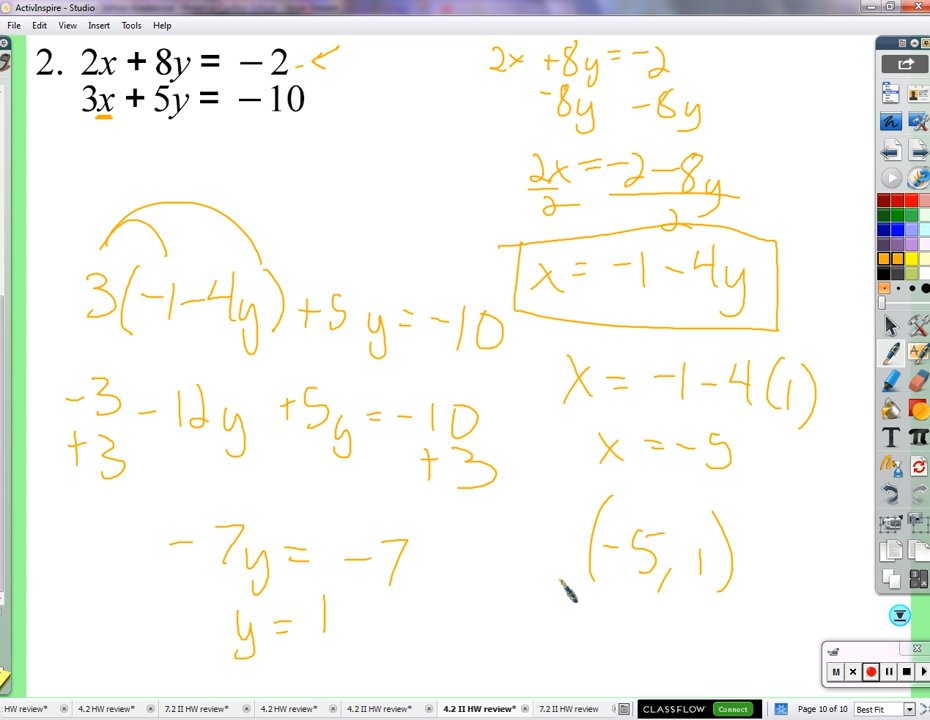 ActivInspire - Studio
File Edit View Insert Tools Help
2. 2x + 8y = −2
3x + 5y = −10
2x +8y = -2
-8y -8y
2x = -2 - 8y
2 2
x = -1 - 4y
3(-1-4y) +5y = -10
-3 - 12y +5y = -10
+3 +3
-7y = -7
y = 1
x = -1 - 4(1)
x = -5
(-5, 1)
HW review* 4.2 HW review* 7.2 II HW review* 4.2 HW review* 4.2 II HW review* 4.2 II HW review* 7.2 II HW review CLASSFLOW Connect Page 10 of 10 Best Fit